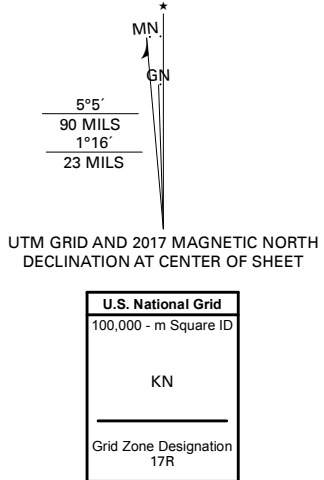 MN.
GN
5°5´
90 MILS
1°16´
23 MILS
UTM GRID AND 2017 MAGNETIC NORTH
DECLINATION AT CENTER OF SHEET
U.S. National Grid
100,000 - m Square ID
KN
Grid Zone Designation
17R